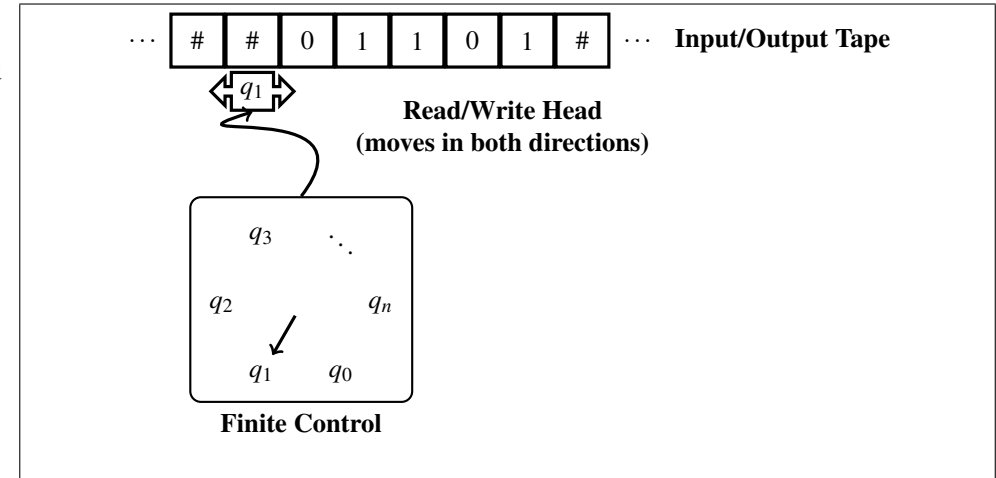 ··· # # 0 1 1 0 1 # ··· Input/Output Tape
q1
Read/Write Head
(moves in both directions)
q3 ⋱
q2 qn
q1 q0
Finite Control